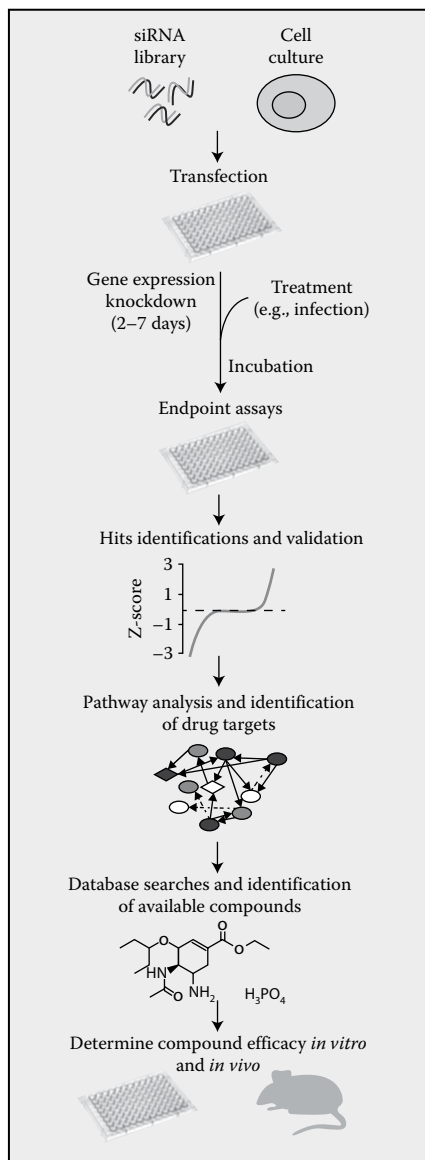 siRNA
library
Cell
culture
Transfection
Gene expression
knockdown
(2–7 days)
Treatment
(e.g., infection)
Incubation
Endpoint assays
Hits identifications and validation
Z-score
3
1
−1
−3
Pathway analysis and identification
of drug targets
Database searches and identification
of available compounds
O
O
O
HN
O
NH2
H3PO4
Determine compound efficacy in vitro
and in vivo